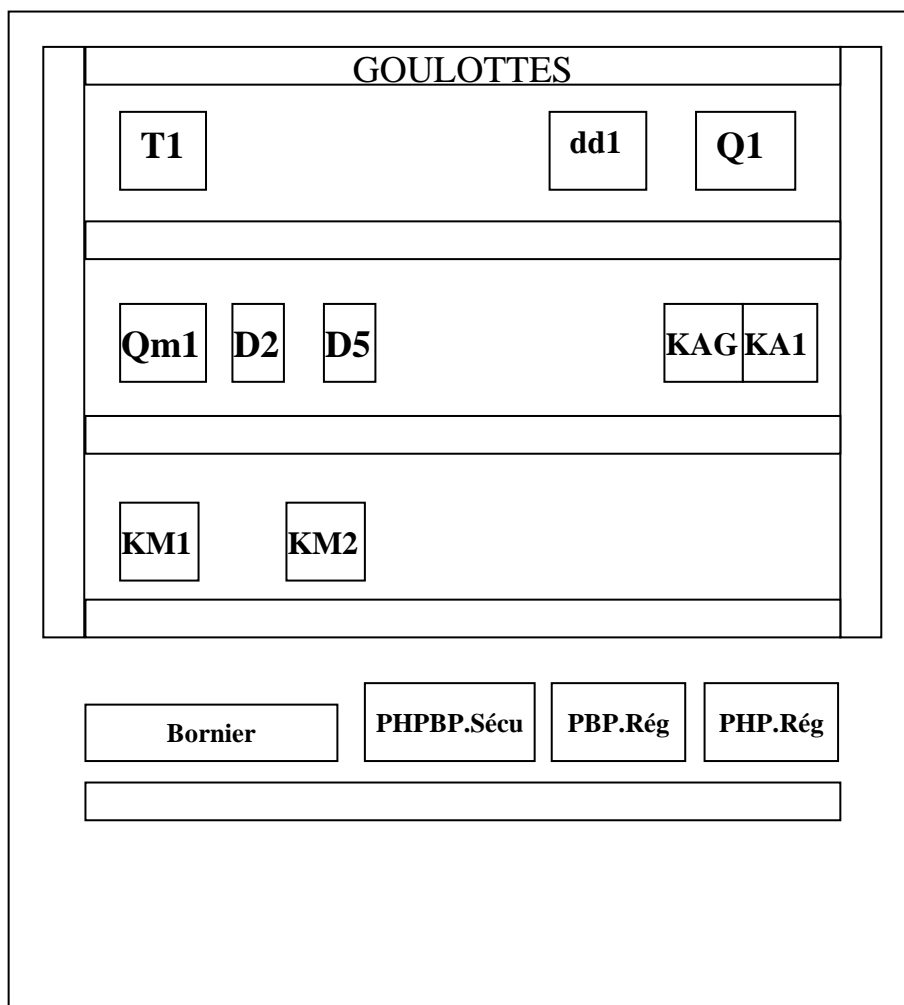 GOULOTTES
T1 dd1 Q1
Qm1 D2 D5 KAG KA1
KM1 KM2
Bornier PHPBP.Sécu PBP.Rég PHP.Rég